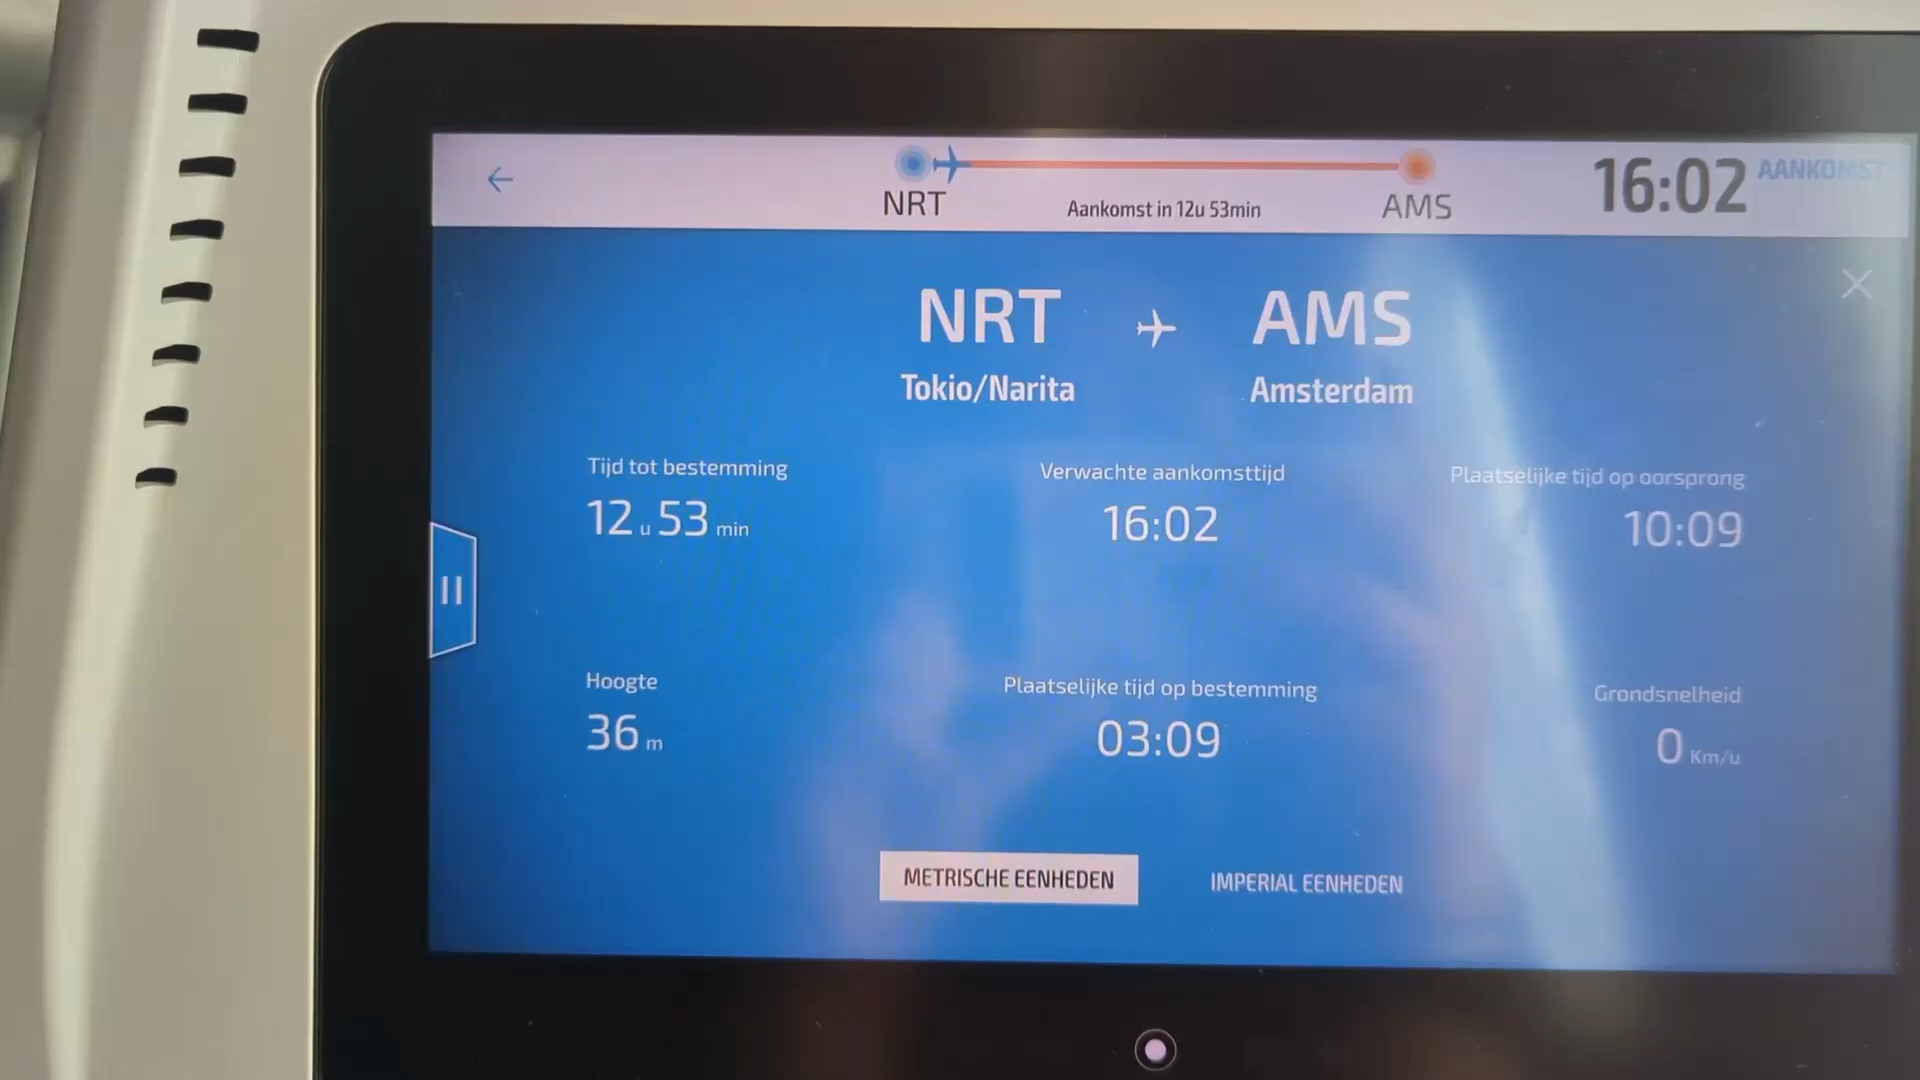 NRT
Aankomst in 12u 53min
AMS
16:02 AANKOMST
NRT AMS
Tokio/Narita Amsterdam
Tijd tot bestemming
12 u 53 min
Verwachte aankomsttijd
16:02
Plaatselijke tijd op oorsprong
10:09
Hoogte
36 m
Plaatselijke tijd op bestemming
03:09
Grondsnelheid
0 Km/u
METRISCHE EENHEDEN
IMPERIAL EENHEDEN